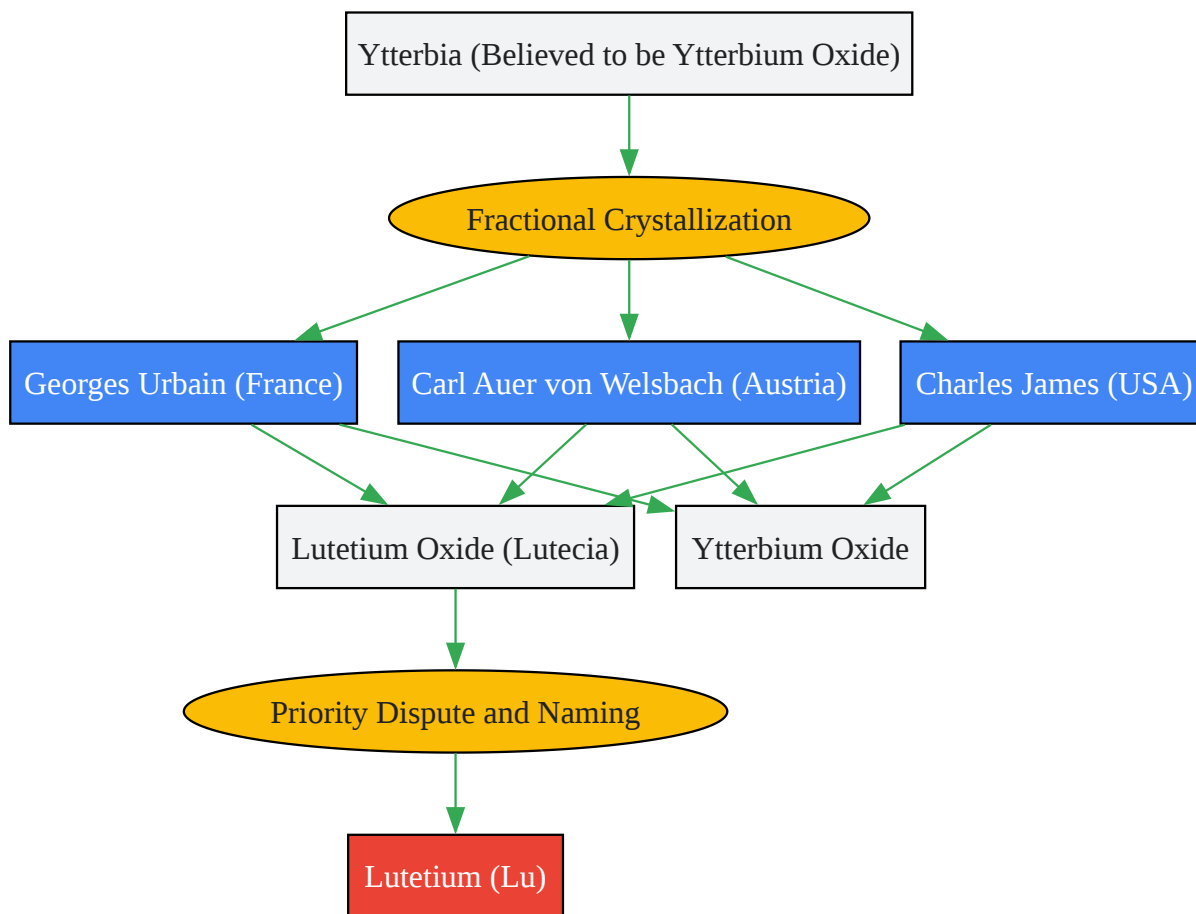 Ytterbia (Believed to be Ytterbium Oxide)
Fractional Crystallization
Georges Urbain (France)
Carl Auer von Welsbach (Austria)
Charles James (USA)
Lutetium Oxide (Lutecia)
Ytterbium Oxide
Priority Dispute and Naming
Lutetium (Lu)